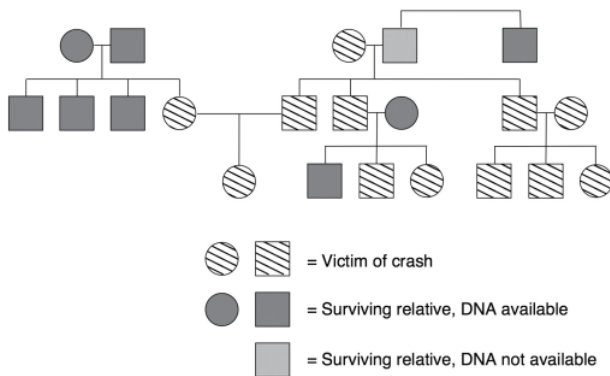 = Victim of crash
= Surviving relative, DNA available
= Surviving relative, DNA not available